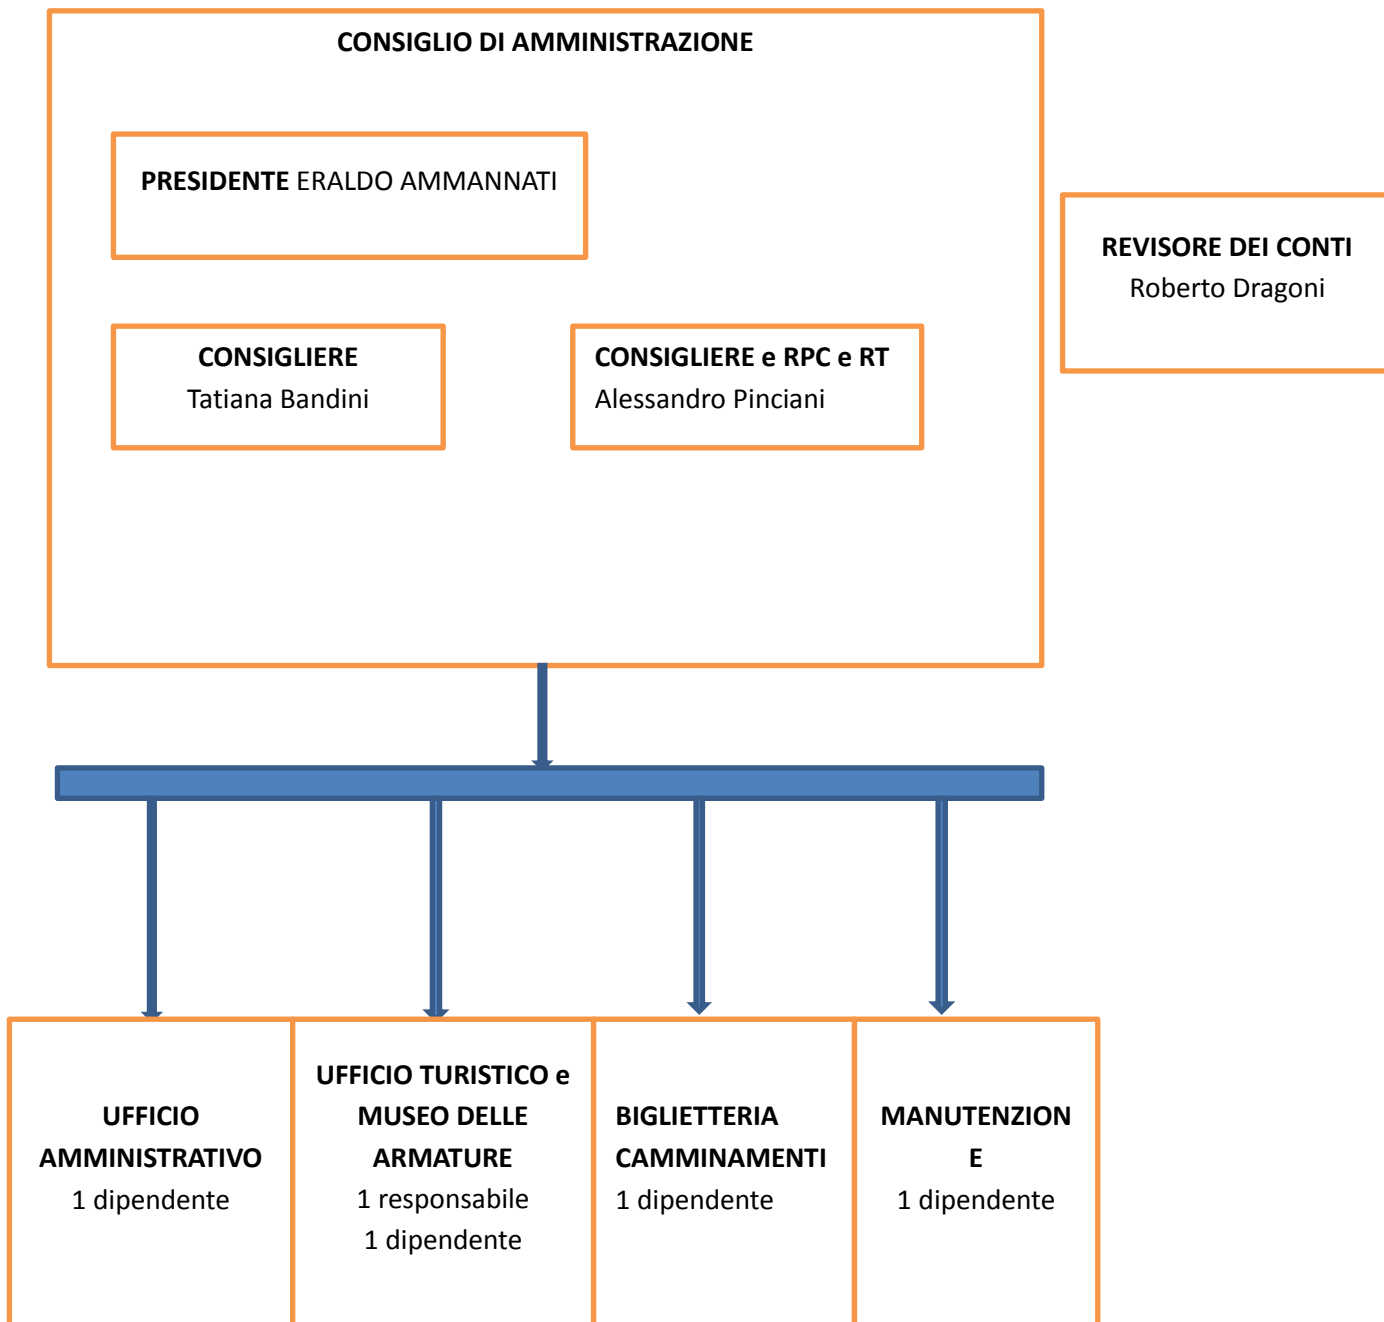 CONSIGLIO DI AMMINISTRAZIONE
PRESIDENTE ERALDO AMMANNATI
REVISORE DEI CONTI
Roberto Dragoni
CONSIGLIERE
Tatiana Bandini
CONSIGLIERE e RPC e RT
Alessandro Pinciani
UFFICIO
AMMINISTRATIVO
1 dipendente
UFFICIO TURISTICO e
MUSEO DELLE
ARMATURE
1 responsabile
1 dipendente
BIGLIETTERIA
CAMMINAMENTI
1 dipendente
MANUTENZION
E
1 dipendente